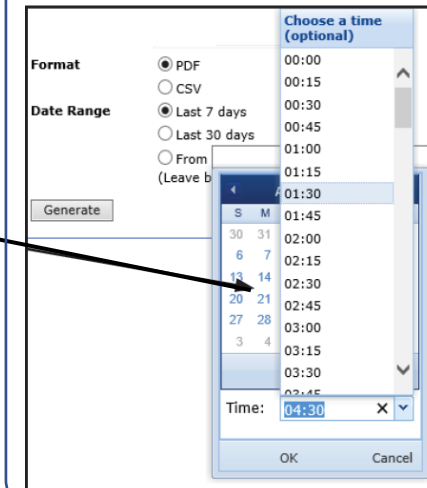 Choose a time
(optional)
Format
PDF
CSV
Date Range
Last 7 days
Last 30 days
From
(Leave
Generate
00:00
00:15
00:30
00:45
01:00
01:15
01:30
01:45
02:00
02:15
02:30
02:45
03:00
03:15
03:30
03:45
S M
30 31
6 7
13 14
20 21
27 28
3 4
Time: 04:30
OK Cancel